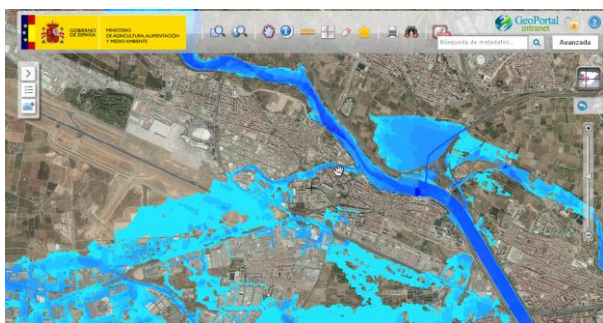 GOBIERNO
DE ESPAÑA
MINISTERIO
DE AGRICULTURA, ALIMENTACIÓN
Y MEDIO AMBIENTE
GeoPortal
intranet
Búsqueda de metadatos...
Avanzada